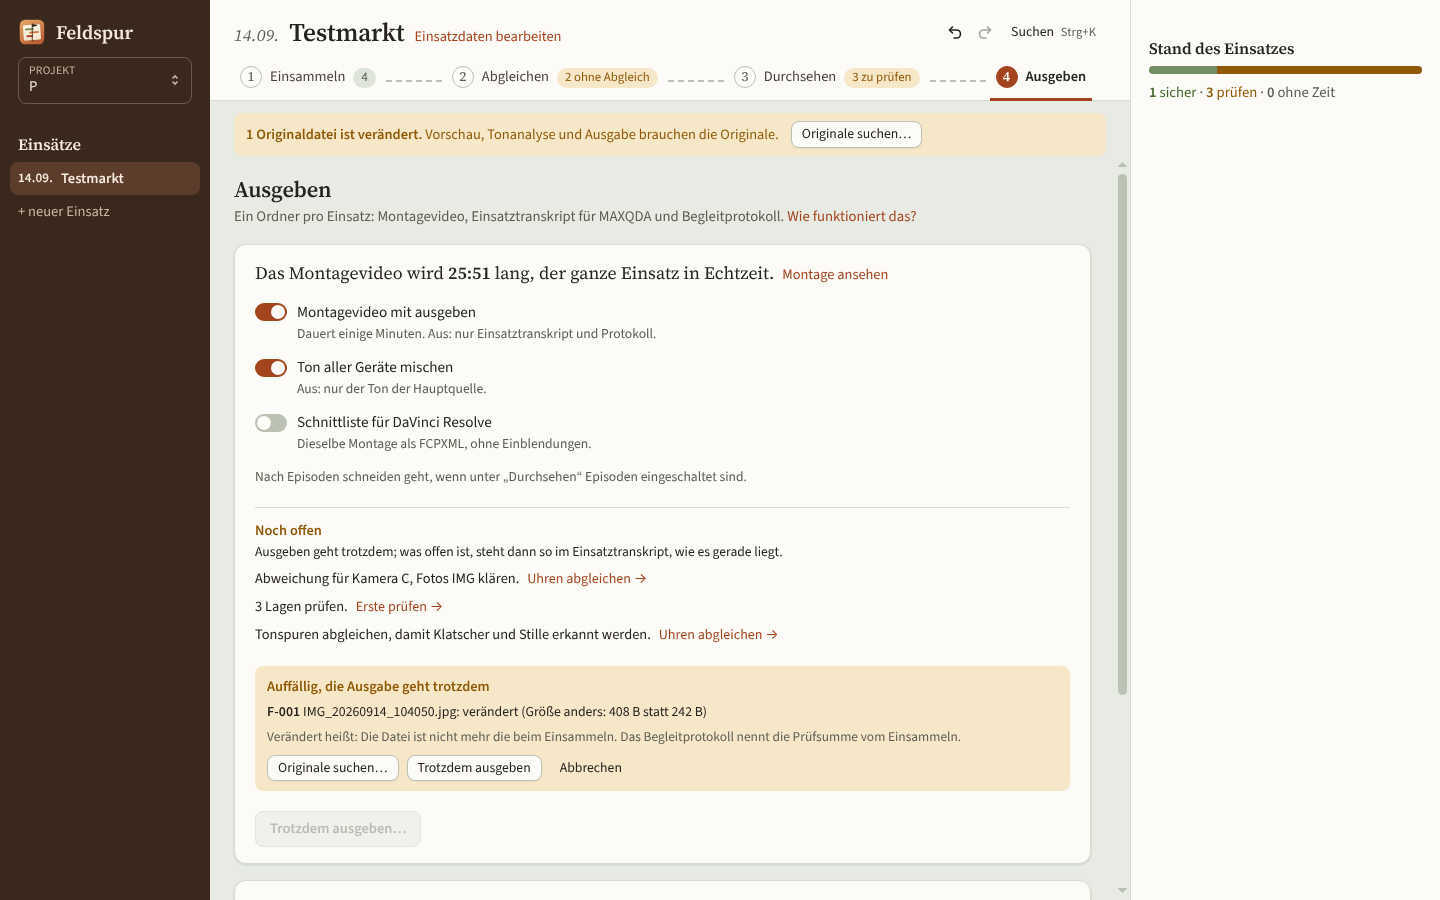 Feldspur
PROJEKT
P
Einsätze
14.09. Testmarkt
+ neuer Einsatz
14.09. Testmarkt Einsatzdaten bearbeiten
Suchen Strg+K
1 Einsammeln 4
2 Abgleichen 2 ohne Abgleich
3 Durchsehen 3 zu prüfen
4 Ausgeben
1 Originaldatei ist verändert. Vorschau, Tonanalyse und Ausgabe brauchen die Originale. Originale suchen…
Ausgeben
Ein Ordner pro Einsatz: Montagevideo, Einsatztranskript für MAXQDA und Begleitprotokoll. Wie funktioniert das?
Das Montagevideo wird 25:51 lang, der ganze Einsatz in Echtzeit. Montage ansehen
Montagevideo mit ausgeben
Dauert einige Minuten. Aus: nur Einsatztranskript und Protokoll.
Ton aller Geräte mischen
Aus: nur der Ton der Hauptquelle.
Schnittliste für DaVinci Resolve
Dieselbe Montage als FCPXML, ohne Einblendungen.
Nach Episoden schneiden geht, wenn unter „Durchsehen“ Episoden eingeschaltet sind.
Noch offen
Ausgeben geht trotzdem; was offen ist, steht dann so im Einsatztranskript, wie es gerade liegt.
Abweichung für Kamera C, Fotos IMG klären. Uhren abgleichen →
3 Lagen prüfen. Erste prüfen →
Tonspuren abgleichen, damit Klatscher und Stille erkannt werden. Uhren abgleichen →
Auffällig, die Ausgabe geht trotzdem
F-001 IMG_20260914_104050.jpg: verändert (Größe anders: 408 B statt 242 B)
Verändert heißt: Die Datei ist nicht mehr die beim Einsammeln. Das Begleitprotokoll nennt die Prüfsumme vom Einsammeln.
Originale suchen… Trotzdem ausgeben Abbrechen
Trotzdem ausgeben…
Stand des Einsatzes
1 sicher · 3 prüfen · 0 ohne Zeit